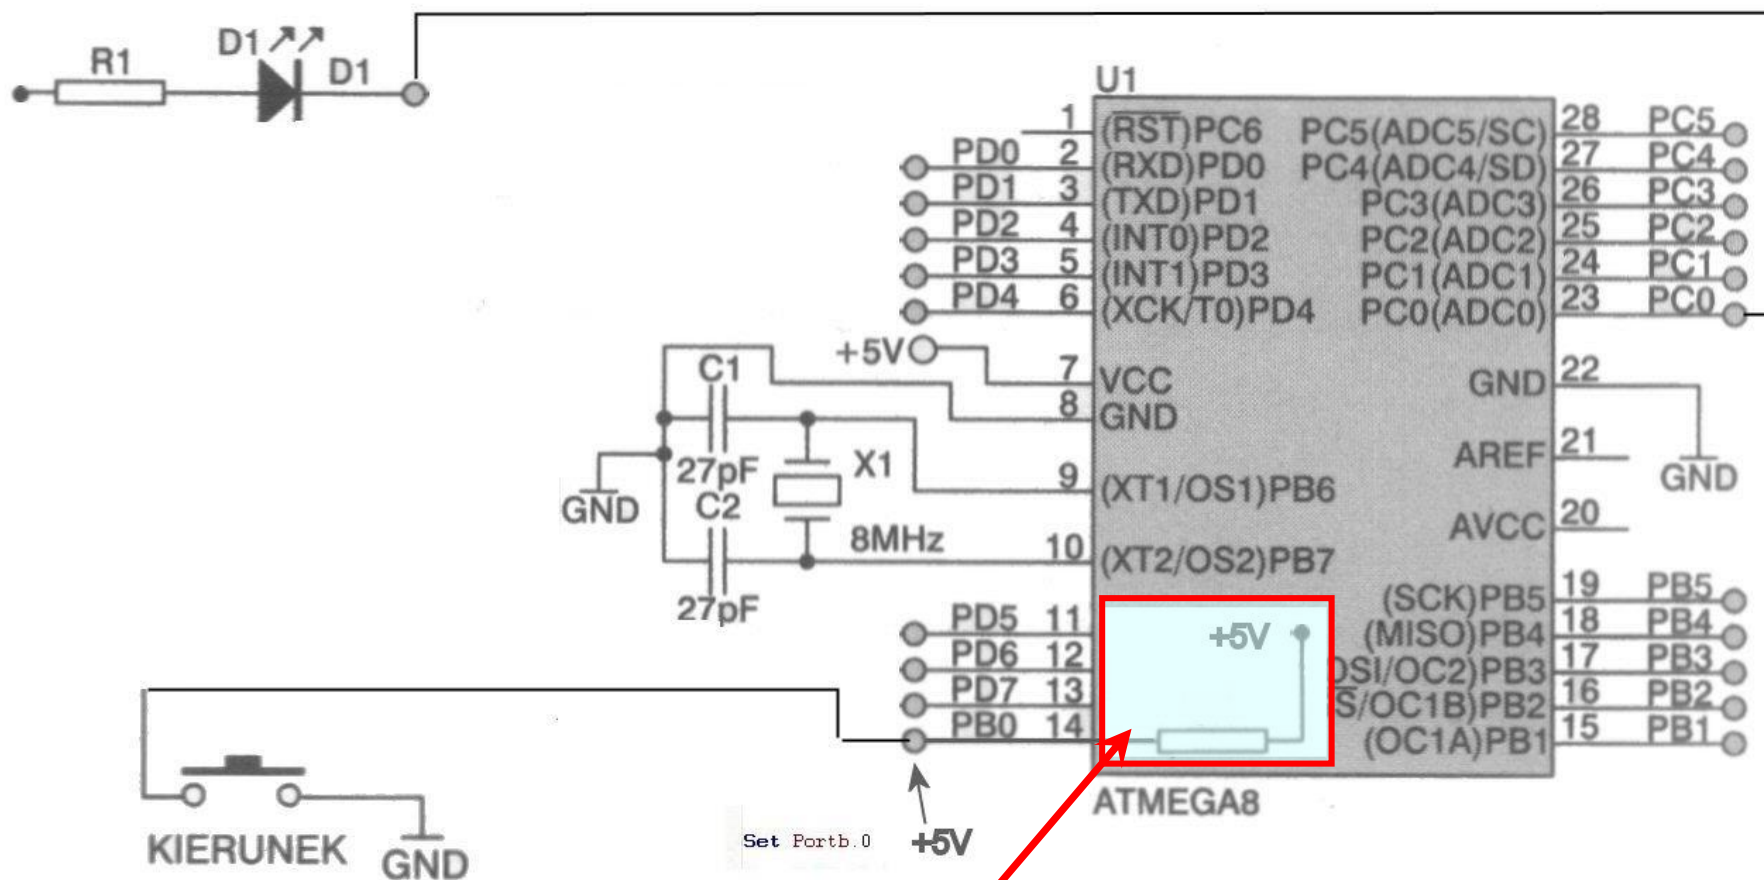 D1
R1
D1
U1
1
(RST)PC6
PC5(ADC5/SC)
28
PC5
PD0
2
(RXD)PD0
PC4(ADC4/SD)
27
PC4
PD1
3
(TXD)PD1
PC3(ADC3)
26
PC3
PD2
4
(INT0)PD2
PC2(ADC2)
25
PC2
PD3
5
(INT1)PD3
PC1(ADC1)
24
PC1
PD4
6
(XCK/T0)PD4
PC0(ADC0)
23
PC0
+5V
7
VCC
GND
22
C1
8
GND
AREF
21
GND
27pF
X1
9
(XT1/OS1)PB6
GND
C2
AVCC
20
8MHz
10
(XT2/OS2)PB7
27pF
(SCK)PB5
19
PB5
PD5
11
+5V
(MISO)PB4
18
PB4
PD6
12
OSI/OC2)PB3
17
PB3
PD7
13
S/OC1B)PB2
16
PB2
PB0
14
(OC1A)PB1
15
PB1
ATMEGA8
KIERUNEK
GND
Set Portb.0
+5V